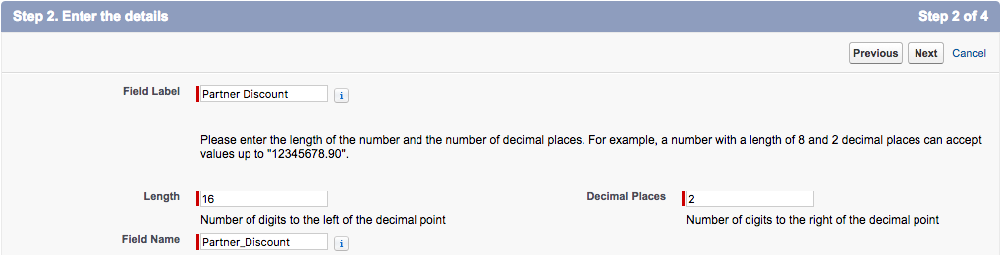 Step 2. Enter the details
Step 2 of 4
Previous
Next
Cancel
Field Label
Partner Discount
i
Please enter the length of the number and the number of decimal places. For example, a number with a length of 8 and 2 decimal places can accept
values up to "12345678.90".
Length
16
Decimal Places
2
Number of digits to the left of the decimal point
Number of digits to the right of the decimal point
Field Name
Partner_Discount
i